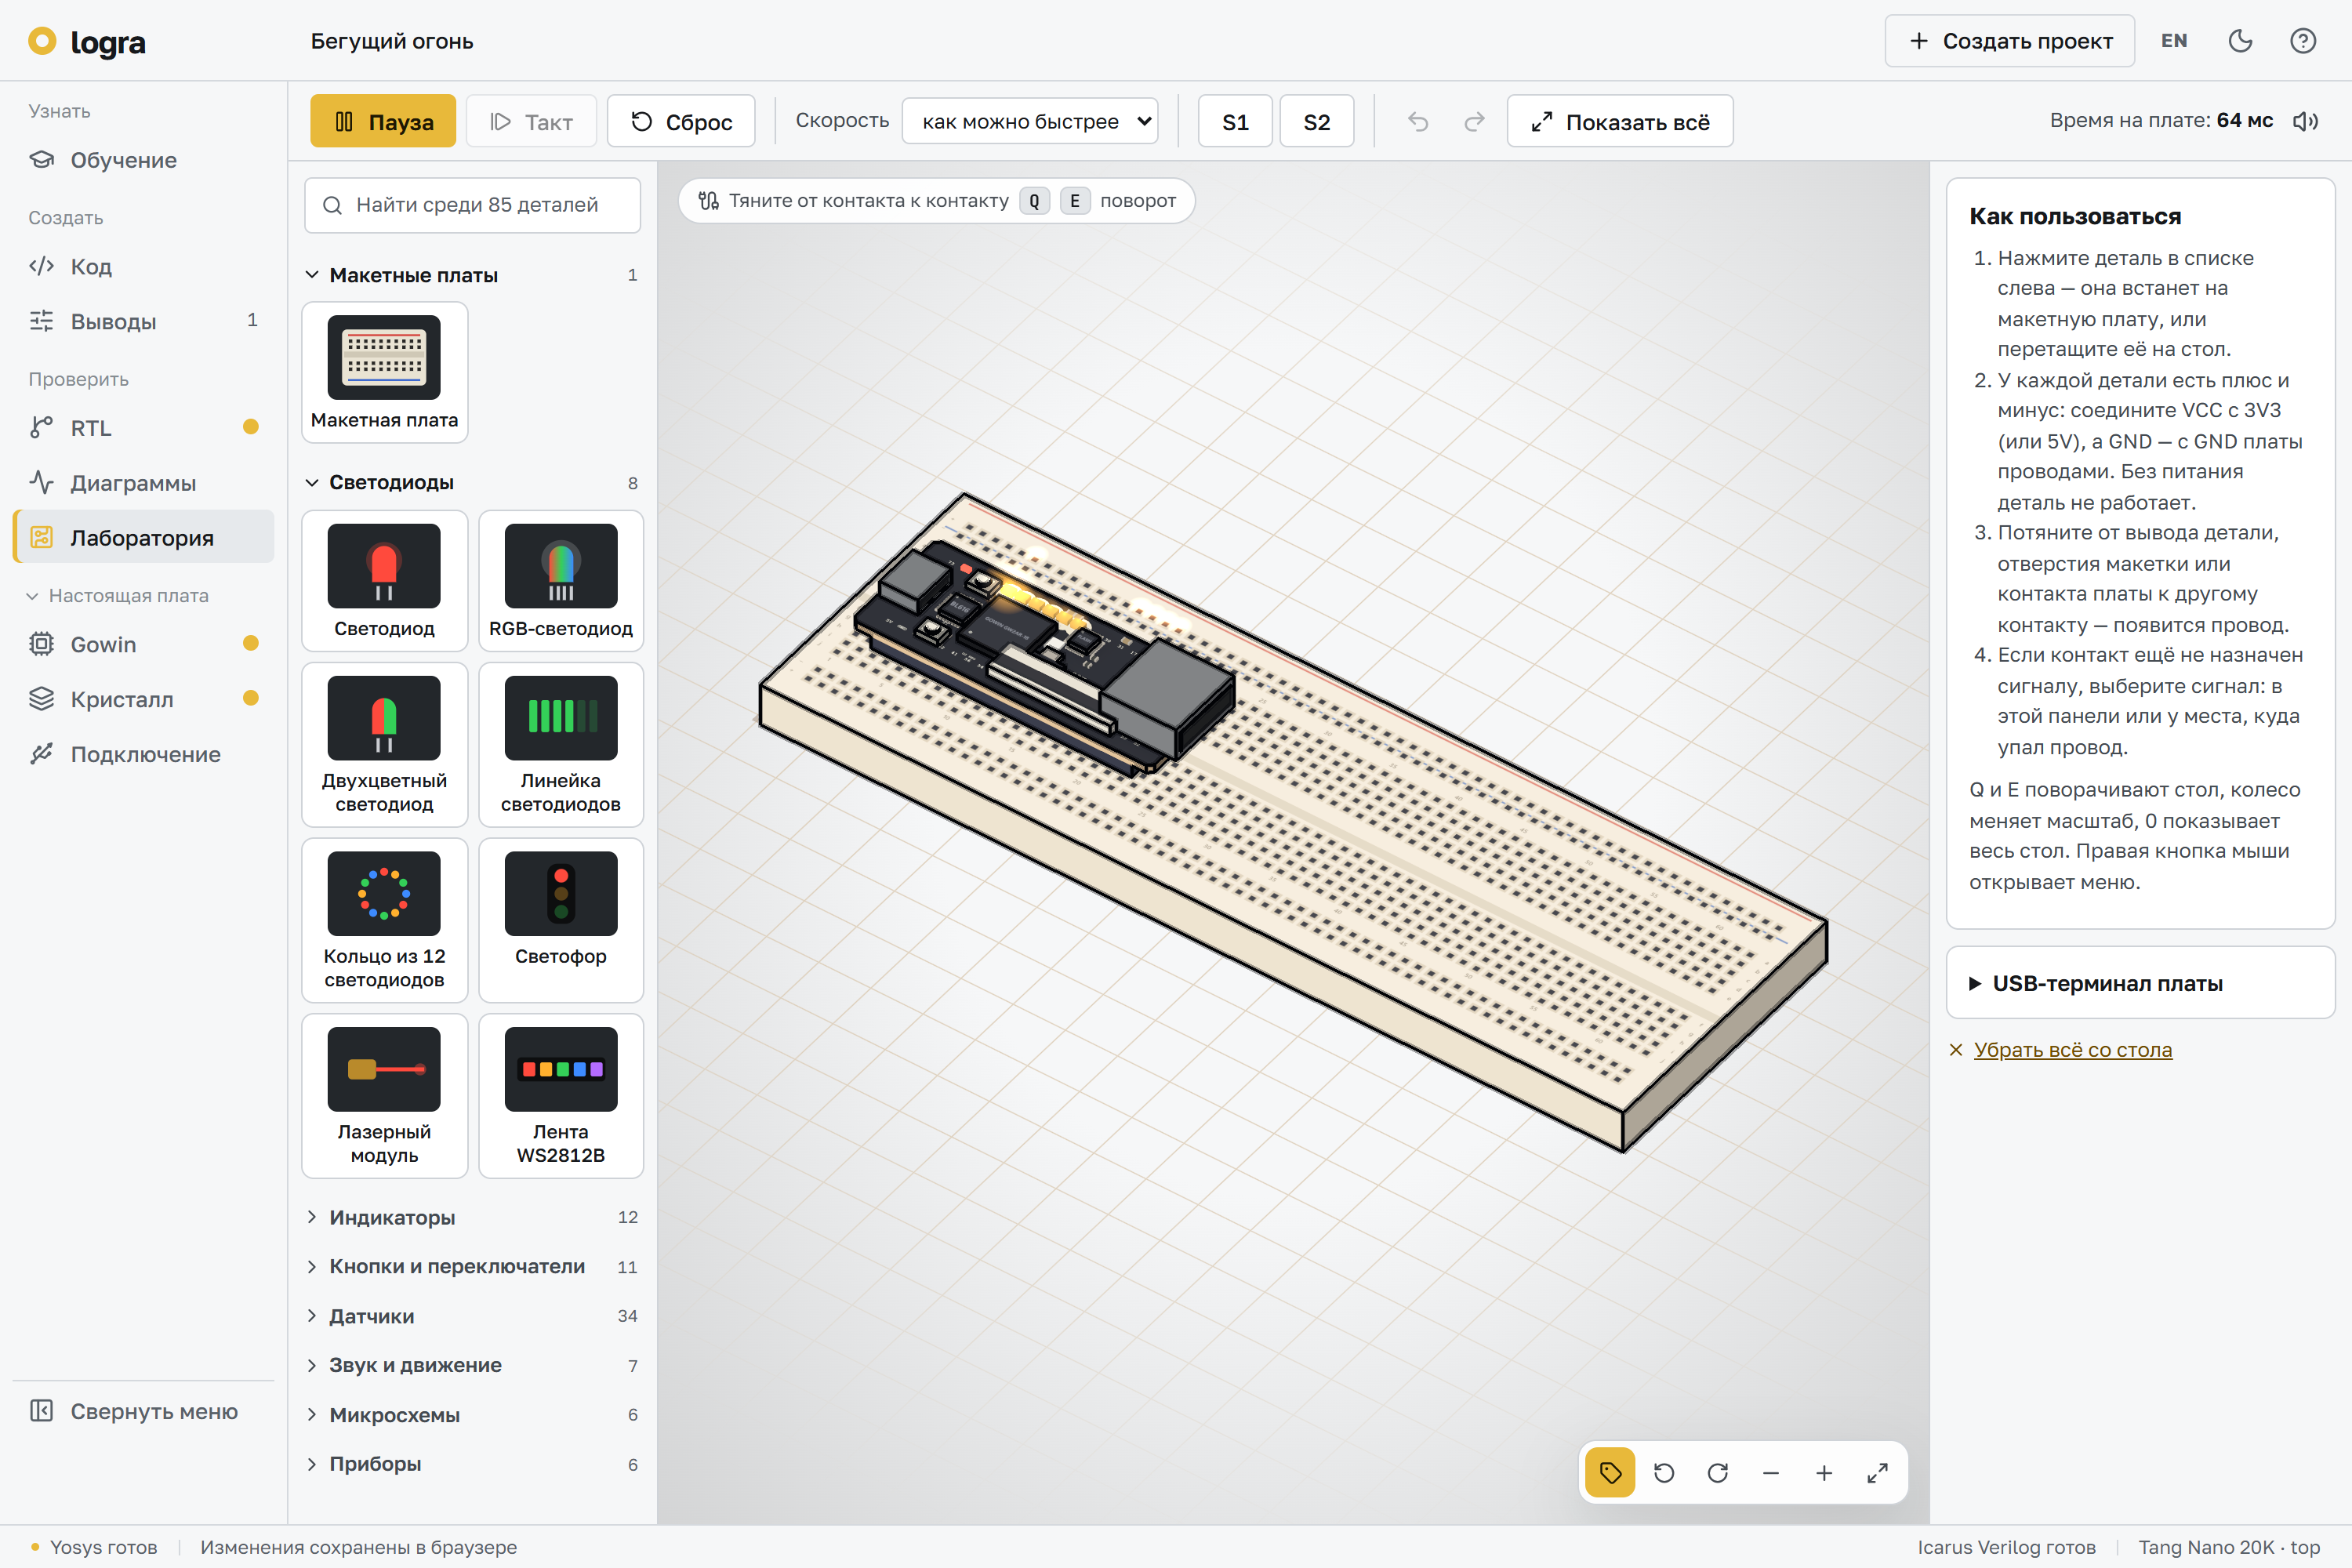 logra
Бегущий огонь
Создать проект
EN
Узнать
Обучение
Создать
Код
Выводы 1
Проверить
RTL
Диаграммы
Лаборатория
Настоящая плата
Gowin
Кристалл
Подключение
Свернуть меню
Пауза
Такт
Сброс
Скорость
как можно быстрее
S1
S2
Показать всё
Время на плате: 64 мс
Найти среди 85 деталей
Макетные платы 1
Макетная плата
Светодиоды 8
Светодиод
RGB-светодиод
Двухцветный
светодиод
Линейка
светодиодов
Кольцо из 12
светодиодов
Светофор
Лазерный
модуль
Лента
WS2812B
Индикаторы 12
Кнопки и переключатели 11
Датчики 34
Звук и движение 7
Микросхемы 6
Приборы 6
Тяните от контакта к контакту Q E поворот
Как пользоваться
1. Нажмите деталь в списке
слева — она встанет на
макетную плату, или
перетащите её на стол.
2. У каждой детали есть плюс и
минус: соедините VCC с 3V3
(или 5V), а GND — с GND платы
проводами. Без питания
деталь не работает.
3. Потяните от вывода детали,
отверстия макетки или
контакта платы к другому
контакту — появится провод.
4. Если контакт ещё не назначен
сигналу, выберите сигнал: в
этой панели или у места, куда
упал провод.
Q и E поворачивают стол, колесо
меняет масштаб, 0 показывает
весь стол. Правая кнопка мыши
открывает меню.
USB-терминал платы
Убрать всё со стола
Yosys готов
Изменения сохранены в браузере
Icarus Verilog готов
Tang Nano 20K · top